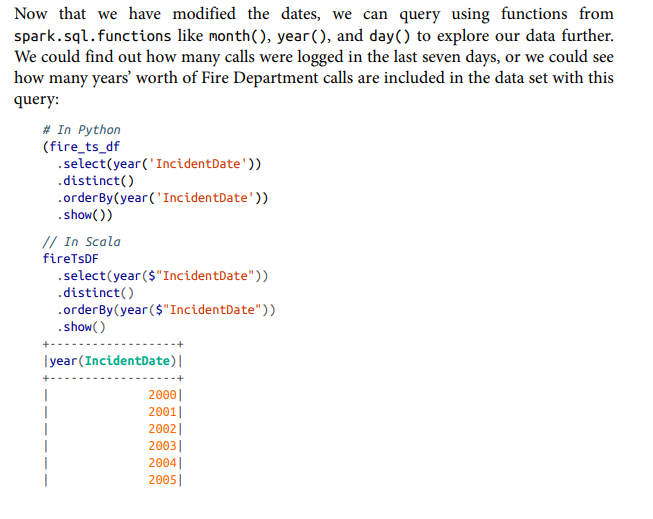 Now that we have modified the dates, we can query using functions from
spark.sql.functions like month(), year(), and day() to explore our data further.
We could find out how many calls were logged in the last seven days, or we could see
how many years’ worth of Fire Department calls are included in the data set with this
query:
# In Python
(fire_ts_df
  .select(year('IncidentDate'))
  .distinct()
  .orderBy(year('IncidentDate'))
  .show())
// In Scala
fireTsDF
  .select(year($"IncidentDate"))
  .distinct()
  .orderBy(year($"IncidentDate"))
  .show()
+------------------+
|year(IncidentDate)|
+------------------+
|              2000|
|              2001|
|              2002|
|              2003|
|              2004|
|              2005|